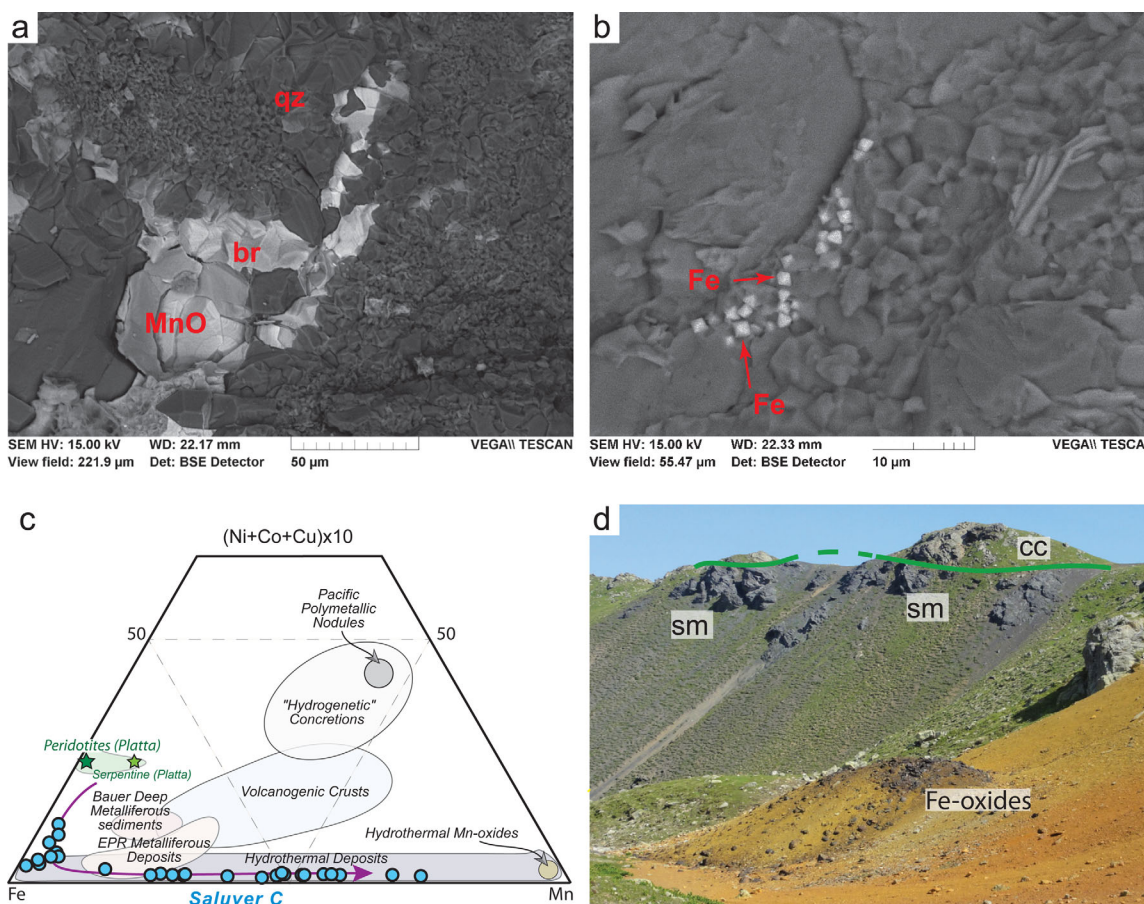 a
qz
br
MnO
SEM HV: 15.00 kV WD: 22.17 mm VEGA\\ TESCAN
View field: 221.9 µm Det: BSE Detector 50 µm
b
Fe
Fe
SEM HV: 15.00 kV WD: 22.33 mm VEGA\\ TESCAN
View field: 55.47 µm Det: BSE Detector 10 µm
c
(Ni+Co+Cu)x10
Pacific
Polymetallic
Nodules
50
50
"Hydrogenetic"
Concretions
Peridotites (Platta)
Serpentine (Platta)
Volcanogenic Crusts
Bauer Deep
Metalliferous
sediments
EPR Metalliferous
Deposits
Hydrothermal Mn-oxides
Hydrothermal Deposits
Fe
Mn
Saluver C
d
cc
sm
sm
Fe-oxides